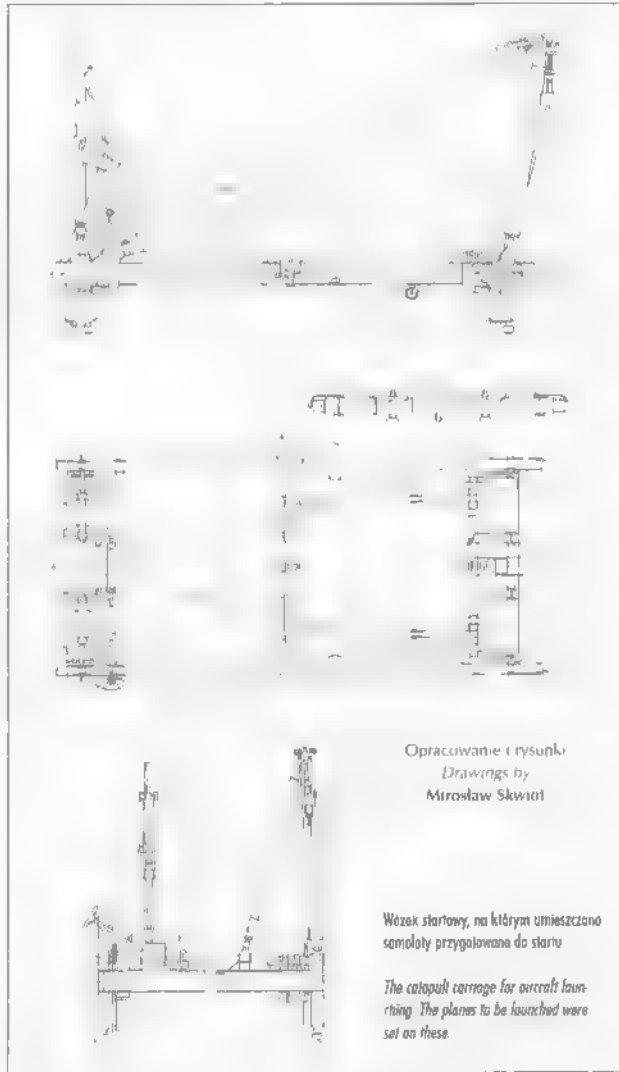 Opracowanie i rysunki
Drawings by
Mirosław Skwiot
Wózek startowy, na którym umieszczano
samoloty przygotowane do startu
The catapult carriage for aircraft laun-
ching. The planes to be launched were
set on these.